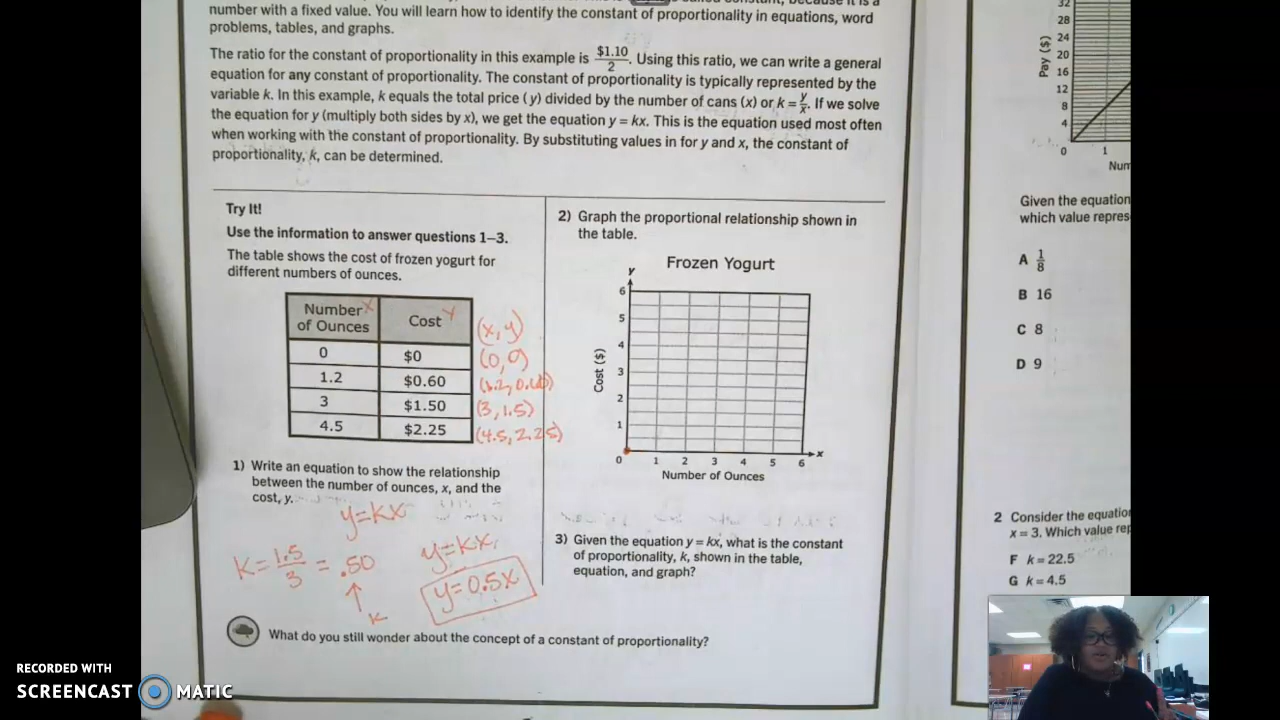 number with a fixed value. You will learn how to identify the constant of proportionality in equations, word
problems, tables, and graphs.
The ratio for the constant of proportionality in this example is $1.10/2. Using this ratio, we can write a general
equation for any constant of proportionality. The constant of proportionality is typically represented by the
variable k. In this example, k equals the total price (y) divided by the number of cans (x) or k = y/x. If we solve
the equation for y (multiply both sides by x), we get the equation y = kx. This is the equation used most often
when working with the constant of proportionality. By substituting values in for y and x, the constant of
proportionality, k, can be determined.
Try It!
Use the information to answer questions 1–3.
The table shows the cost of frozen yogurt for
different numbers of ounces.
Number x
of Ounces
Cost y
(x, y)
0 $0 (0, 0)
1.2 $0.60 (1.2, 0.60)
3 $1.50 (3, 1.5)
4.5 $2.25 (4.5, 2.25)
1) Write an equation to show the relationship
between the number of ounces, x, and the
cost, y.
y=kx
k= 1.5/3 = .50
k
y=kx
y=0.5x
2) Graph the proportional relationship shown in
the table.
Frozen Yogurt
y
6
5
4
3
2
1
0 1 2 3 4 5 6 x
Cost ($)
Number of Ounces
3) Given the equation y = kx, what is the constant
of proportionality, k, shown in the table,
equation, and graph?
What do you still wonder about the concept of a constant of proportionality?
Pay ($)
32
28
24
20
16
12
8
4
0 1
Num
Given the equation
which value repres
A 1/8
B 16
C 8
D 9
2 Consider the equatio
x = 3. Which value rep
F k = 22.5
G k = 4.5
RECORDED WITH
SCREENCAST MATIC